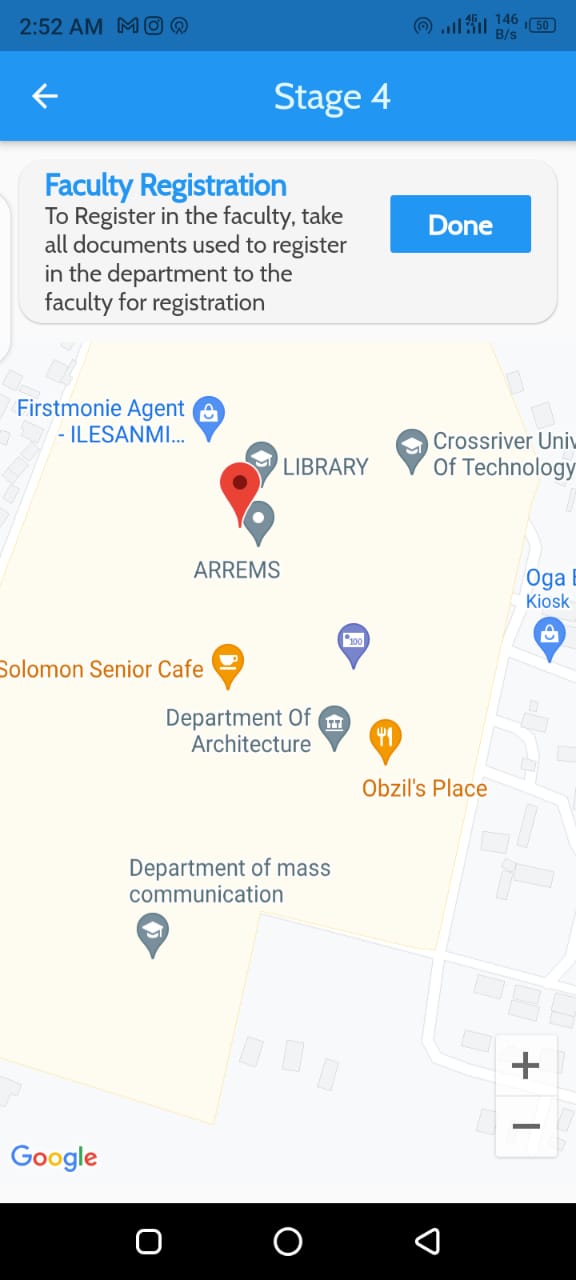 2:52 AM
4G
146
B/s
50
Stage 4
Faculty Registration
To Register in the faculty, take
all documents used to register
in the department to the
faculty for registration
Done
Firstmonie Agent
- ILESANMI...
LIBRARY
Crossriver Univ
Of Technology
ARREMS
Oga E
Kiosk
100
Solomon Senior Cafe
Department Of
Architecture
Obzil's Place
Department of mass
communication
+
−
Google